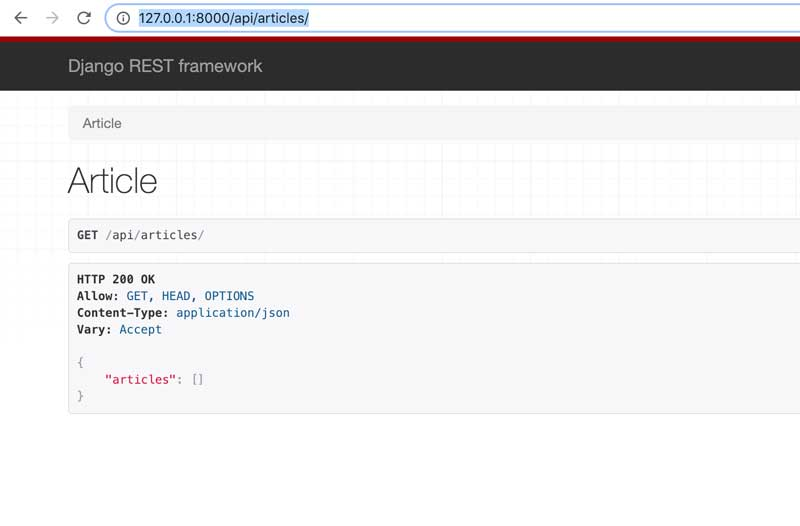 127.0.0.1:8000/api/articles/
Django REST framework
Article
Article
GET /api/articles/
HTTP 200 OK
Allow: GET, HEAD, OPTIONS
Content-Type: application/json
Vary: Accept
{
    "articles": []
}